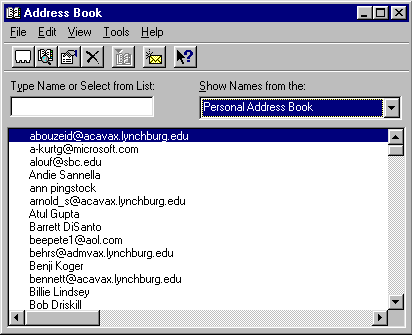 Address Book
File Edit View Tools Help
Type Name or Select from List: Show Names from the:
Personal Address Book
abouzeid@acavax.lynchburg.edu
a-kurtg@microsoft.com
alouf@sbc.edu
Andie Sannella
ann pingstock
arnold_s@acavax.lynchburg.edu
Atul Gupta
Barrett DiSanto
beepete1@aol.com
behrs@admvax.lynchburg.edu
Benji Koger
bennett@acavax.lynchburg.edu
Billie Lindsey
Bob Driskill